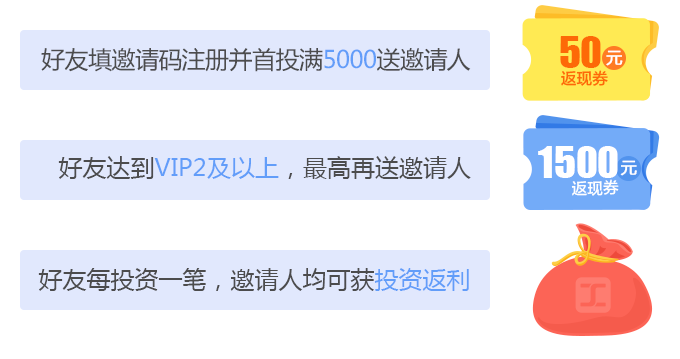 好友填邀请码注册并首投满5000送邀请人
50元
返现券
好友达到VIP2及以上，最高再送邀请人
1500元
返现券
好友每投资一笔，邀请人均可获投资返利